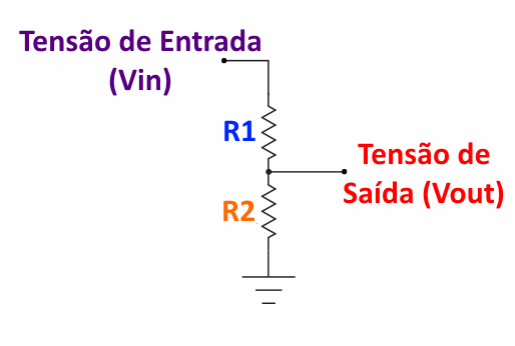 Tensão de Entrada
(Vin)
R1
Tensão de
Saída (Vout)
R2